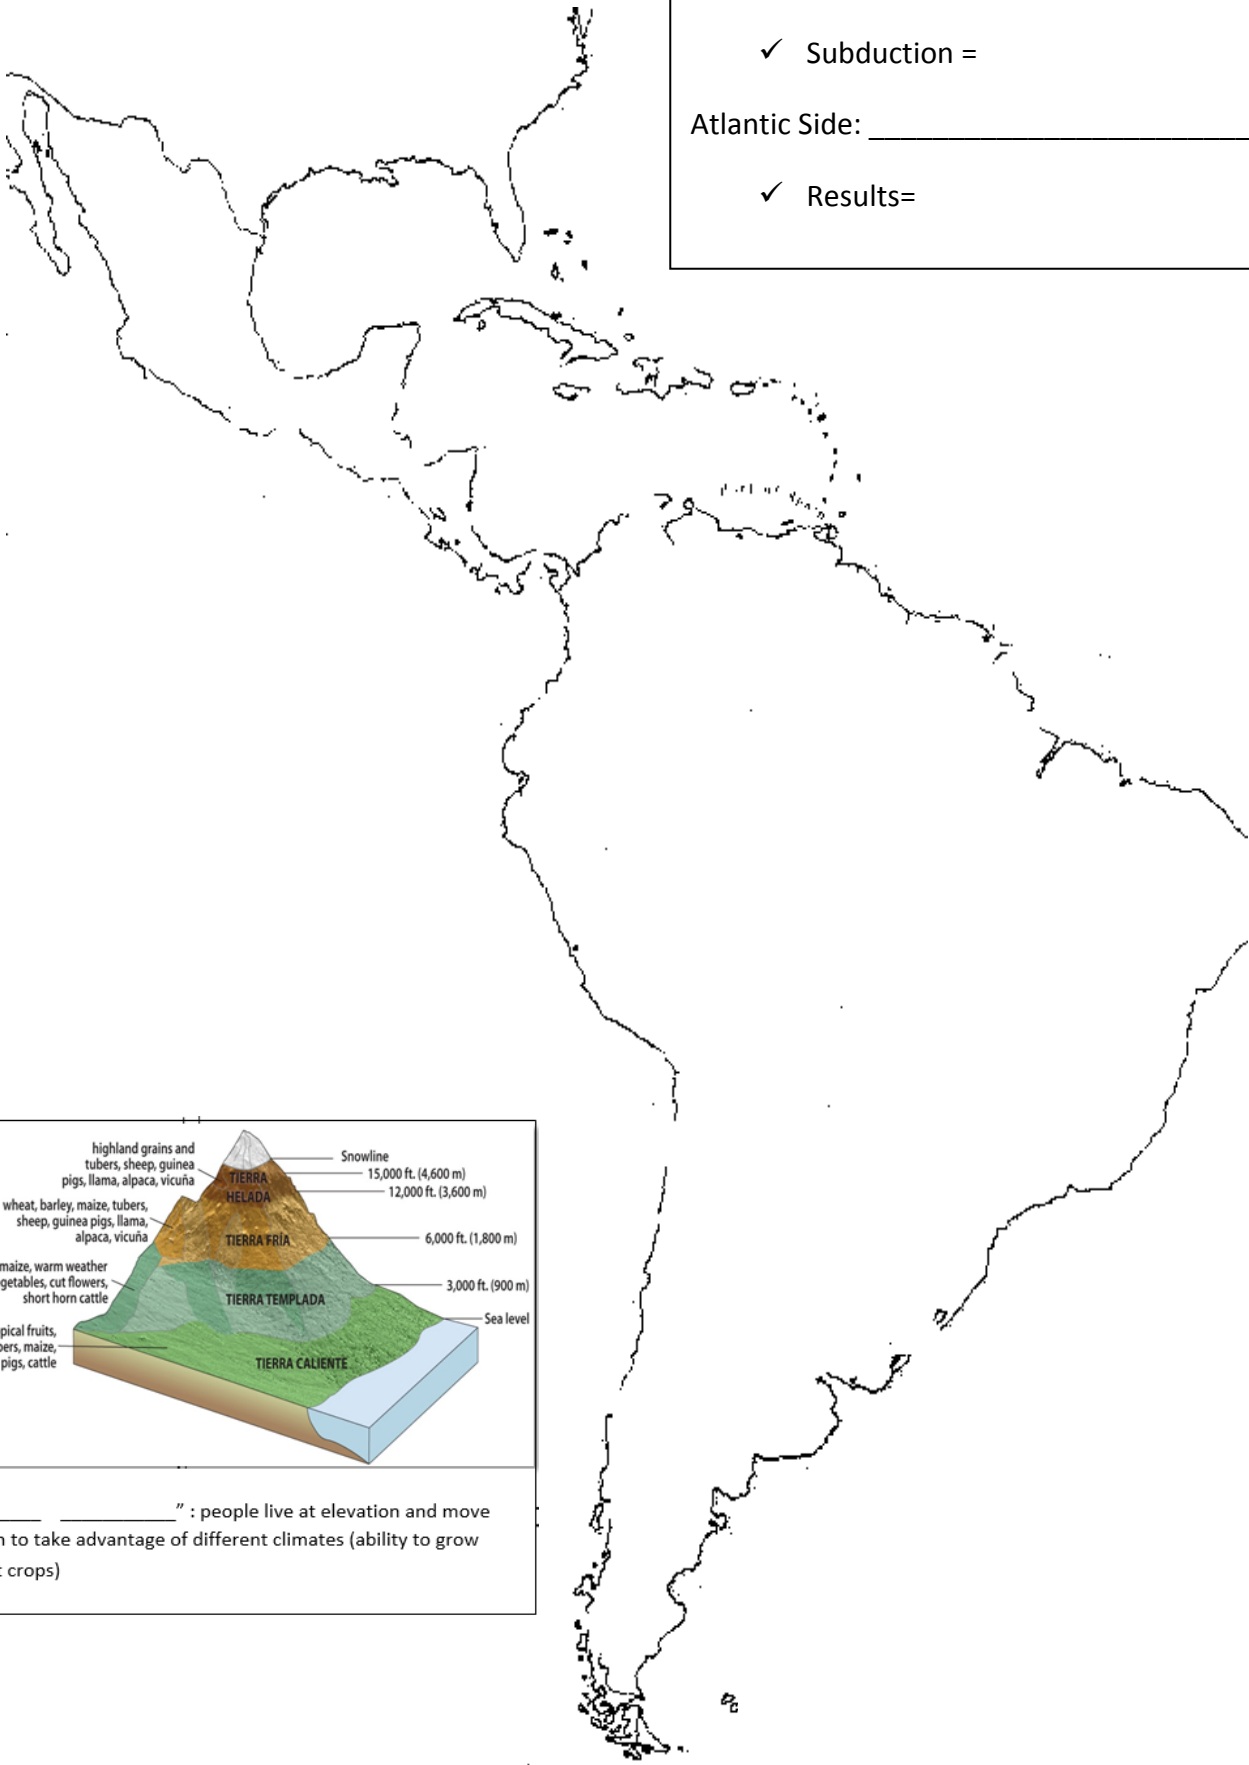 ✓ Subduction =
Atlantic Side: ___________________________
✓ Results=
highland grains and
tubers, sheep, guinea
pigs, llama, alpaca, vicuña
wheat, barley, maize, tubers,
sheep, guinea pigs, llama,
alpaca, vicuña
maize, warm weather
getables, cut flowers,
short horn cattle
pical fruits,
bers, maize,
pigs, cattle
TIERRA
HELADA
TIERRA FRÍA
TIERRA TEMPLADA
TIERRA CALIENTE
Snowline
15,000 ft. (4,600 m)
12,000 ft. (3,600 m)
6,000 ft. (1,800 m)
3,000 ft. (900 m)
Sea level
____ ___________” : people live at elevation and move
to take advantage of different climates (ability to grow
crops)